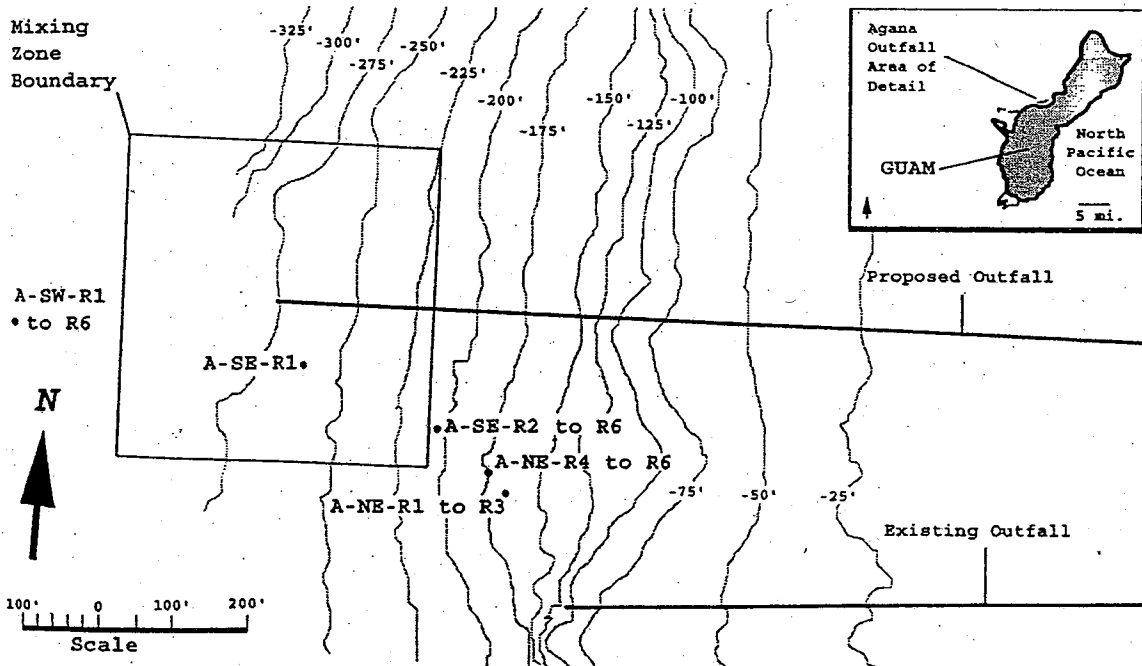 Mixing
Zone
Boundary
-325'
-300'
-275'
-250'
-225'
-200'
-175'
-150'
-125'
-100'
Agana
Outfall
Area of
Detail
GUAM
North
Pacific
Ocean
5 mi.
Proposed Outfall
A-SW-R1
to R6
A-SE-R1
N
A-SE-R2 to R6
A-NE-R4 to R6
A-NE-R1 to R3
-75'
-50'
-25'
Existing Outfall
100' 0 100' 200'
Scale